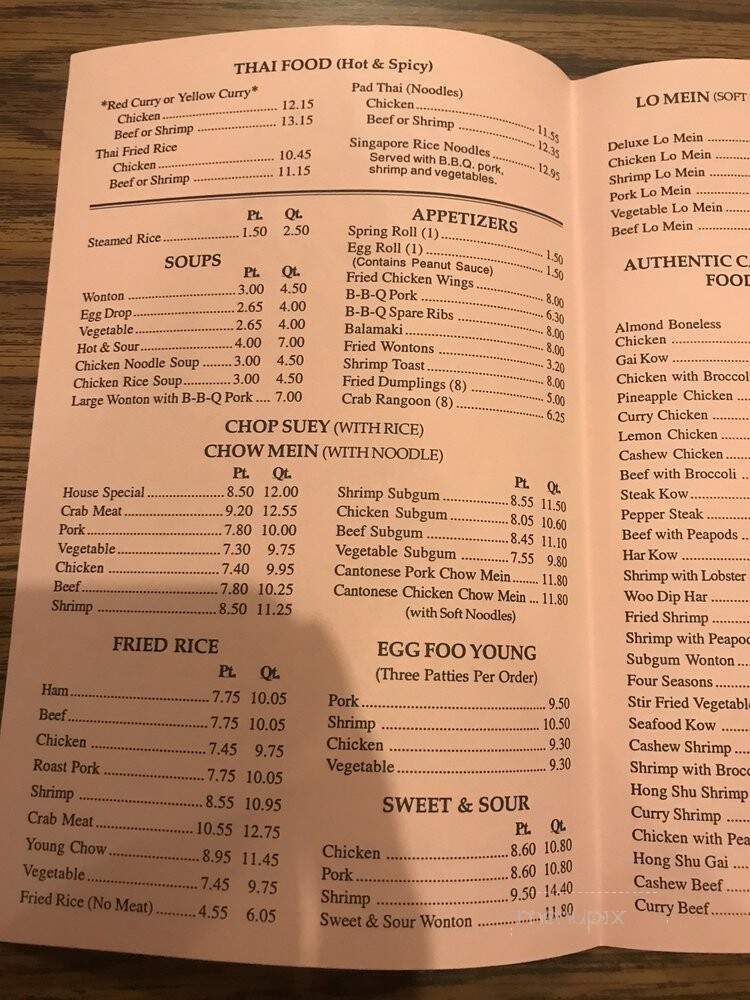 THAI FOOD (Hot & Spicy)
*Red Curry or Yellow Curry*
Chicken 12.15
Beef or Shrimp 13.15
Thai Fried Rice
Chicken 10.45
Beef or Shrimp 11.15
Pad Thai (Noodles)
Chicken 11.55
Beef or Shrimp 12.35
Singapore Rice Noodles 12.95
Served with B.B.Q. pork,
shrimp and vegetables.
Pt. Qt.
Steamed Rice 1.50 2.50
SOUPS
Pt. Qt.
Wonton 3.00 4.50
Egg Drop 2.65 4.00
Vegetable 2.65 4.00
Hot & Sour 4.00 7.00
Chicken Noodle Soup 3.00 4.50
Chicken Rice Soup 3.00 4.50
Large Wonton with B-B-Q Pork 7.00
APPETIZERS
Spring Roll (1) 1.50
Egg Roll (1) 1.50
(Contains Peanut Sauce)
Fried Chicken Wings 8.00
B-B-Q Pork 6.30
B-B-Q Spare Ribs 8.00
Balamaki 8.00
Fried Wontons 3.20
Shrimp Toast 8.00
Fried Dumplings (8) 5.00
Crab Rangoon (8) 6.25
CHOP SUEY (WITH RICE)
CHOW MEIN (WITH NOODLE)
Pt. Qt.
House Special 8.50 12.00
Crab Meat 9.20 12.55
Pork 7.80 10.00
Vegetable 7.30 9.75
Chicken 7.40 9.95
Beef 7.80 10.25
Shrimp 8.50 11.25
Pt. Qt.
Shrimp Subgum 8.55 11.50
Chicken Subgum 8.05 10.60
Beef Subgum 8.45 11.10
Vegetable Subgum 7.55 9.80
Cantonese Pork Chow Mein 11.80
Cantonese Chicken Chow Mein 11.80
(with Soft Noodles)
FRIED RICE
Pt. Qt.
Ham 7.75 10.05
Beef 7.75 10.05
Chicken 7.45 9.75
Roast Pork 7.75 10.05
Shrimp 8.55 10.95
Crab Meat 10.55 12.75
Young Chow 8.95 11.45
Vegetable 7.45 9.75
Fried Rice (No Meat) 4.55 6.05
EGG FOO YOUNG
(Three Patties Per Order)
Pork 9.50
Shrimp 10.50
Chicken 9.30
Vegetable 9.30
SWEET & SOUR
Pt. Qt.
Chicken 8.60 10.80
Pork 8.60 10.80
Shrimp 9.50 14.40
Sweet & Sour Wonton 11.80
menupix
LO MEIN (SOFT
Deluxe Lo Mein
Chicken Lo Mein
Shrimp Lo Mein
Pork Lo Mein
Vegetable Lo Mein
Beef Lo Mein
AUTHENTIC CA
FOOD
Almond Boneless
Chicken
Gai Kow
Chicken with Broccol
Pineapple Chicken
Curry Chicken
Lemon Chicken
Cashew Chicken
Beef with Broccoli
Steak Kow
Pepper Steak
Beef with Peapods
Har Kow
Shrimp with Lobster
Woo Dip Har
Fried Shrimp
Shrimp with Peapod
Subgum Wonton
Four Seasons
Stir Fried Vegetabl
Seafood Kow
Cashew Shrimp
Shrimp with Brocc
Hong Shu Shrimp
Curry Shrimp
Chicken with Pea
Hong Shu Gai
Cashew Beef
Curry Beef